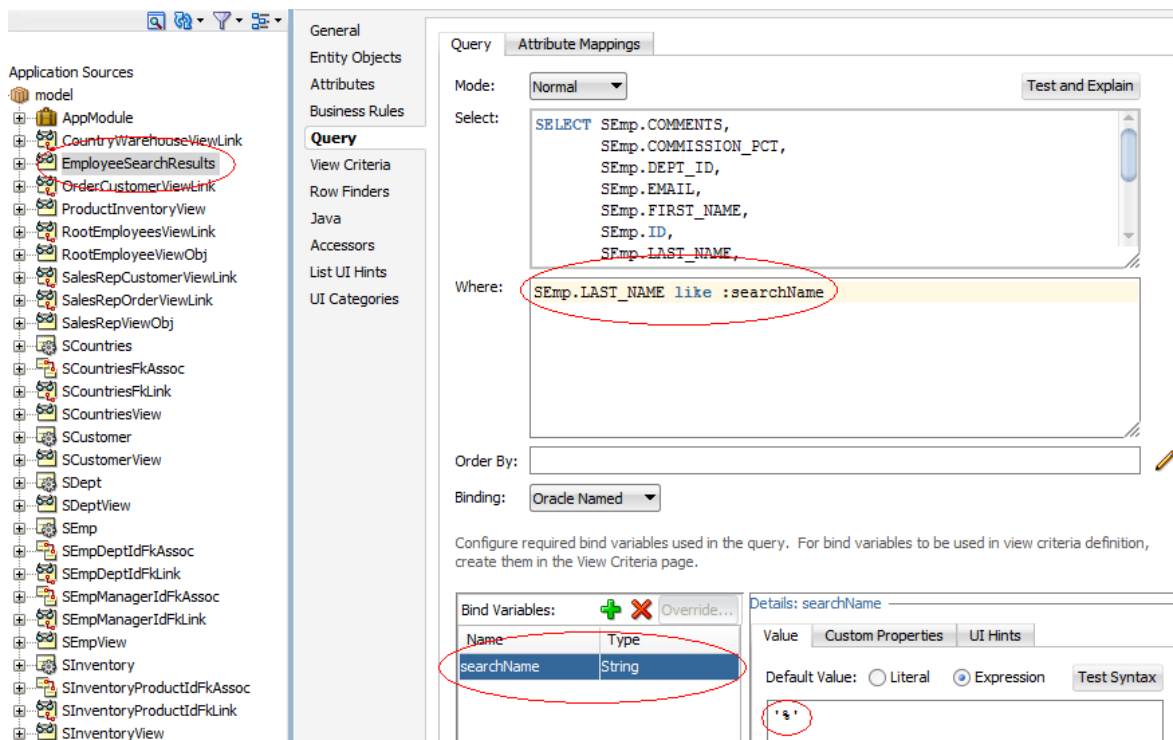 Application Sources
model
AppModule
CountryWarehouseViewLink
EmployeeSearchResults
OrderCustomerViewLink
ProductInventoryView
RootEmployeesViewLink
RootEmployeeViewObj
SalesRepCustomerViewLink
SalesRepOrderViewLink
SalesRepViewObj
SCountries
SCountriesFkAssoc
SCountriesFkLink
SCountriesView
SCustomer
SCustomerView
SDept
SDeptView
SEmp
SEmpDeptIdFkAssoc
SEmpDeptIdFkLink
SEmpManagerIdFkAssoc
SEmpManagerIdFkLink
SEmpView
SInventory
SInventoryProductIdFkAssoc
SInventoryProductIdFkLink
SInventoryView
General
Entity Objects
Attributes
Business Rules
Query
View Criteria
Row Finders
Java
Accessors
List UI Hints
UI Categories
Query Attribute Mappings
Mode: Normal Test and Explain
Select: SELECT SEmp.COMMENTS,
SEmp.COMMISSION_PCT,
SEmp.DEPT_ID,
SEmp.EMAIL,
SEmp.FIRST_NAME,
SEmp.ID,
SEmp.LAST_NAME,
Where: SEmp.LAST_NAME like :searchName
Order By:
Binding: Oracle Named
Configure required bind variables used in the query. For bind variables to be used in view criteria definition,
create them in the View Criteria page.
Bind Variables: Override...
Name Type
searchName String
Details: searchName
Value Custom Properties UI Hints
Default Value: Literal Expression Test Syntax
'%'